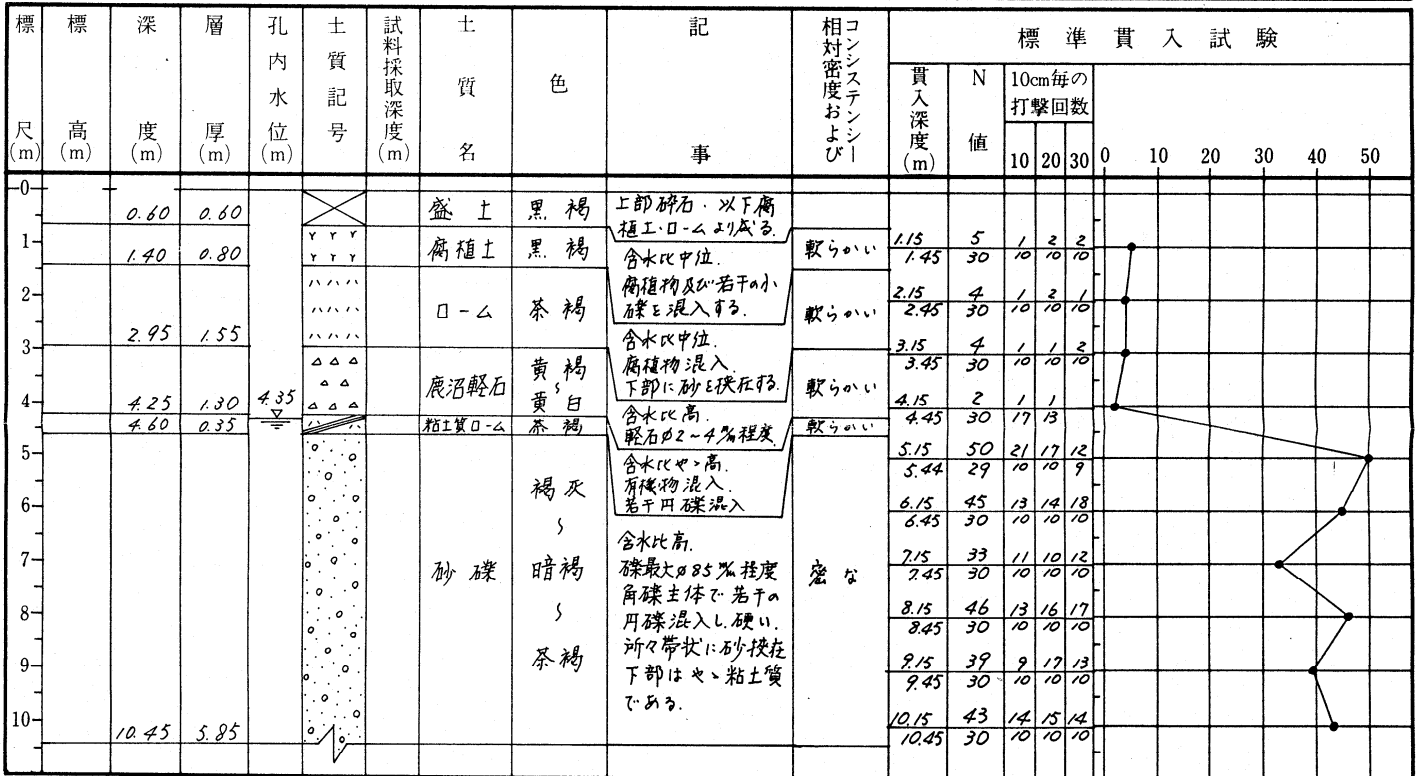 標尺(m)
標高(m)
深度(m)
層厚(m)
孔内水位(m)
土質記号
試料採取深度(m)
土質名
色
記事
相対密度およびコンシステンシー
標準貫入試験
貫入深度(m)
N値
10cm毎の打撃回数
10 20 30
0 10 20 30 40 50
0
0.60 0.60 盛土 黒褐
上部砕石.以下腐
植土.ロームより成る.
1
1.40 0.80 腐植土 黒褐
含水比中位.
腐植物及び若干の小
礫を混入する.
軟らかい
1.15 5 1 2 2
1.45 30 10 10 10
2
2.95 1.55 ローム 茶褐
含水比中位.
腐植物混入.
下部に砂を挟在する.
軟らかい
2.15 4 1 2 1
2.45 30 10 10 10
3
4.25 1.30 4.35 鹿沼軽石 黄褐〜黄白
含水比高.
軽石φ2~4m/m程度
軟らかい
3.15 4 1 1 2
3.45 30 10 10 10
4
4.60 0.35 粘土質ローム 茶褐
含水比やゝ高.
有機物混入.
若干円礫混入
軟らかい
4.15 2 1 1
4.45 30 17 13
5
10.45 5.85 砂礫 褐灰〜暗褐〜茶褐
含水比高.
礫最大φ85m/m程度
角礫主体で若干の
円礫混入し.硬い.
所々帯状に砂挟在
下部はやゝ粘土質
である.
密な
5.15 50 21 17 12
5.44 29 10 10 9
6
6.15 45 13 14 18
6.45 30 10 10 10
7
7.15 33 11 10 12
7.45 30 10 10 10
8
8.15 46 13 16 17
8.45 30 10 10 10
9
9.15 39 9 17 13
9.45 30 10 10 10
10
10.15 43 14 15 14
10.45 30 10 10 10